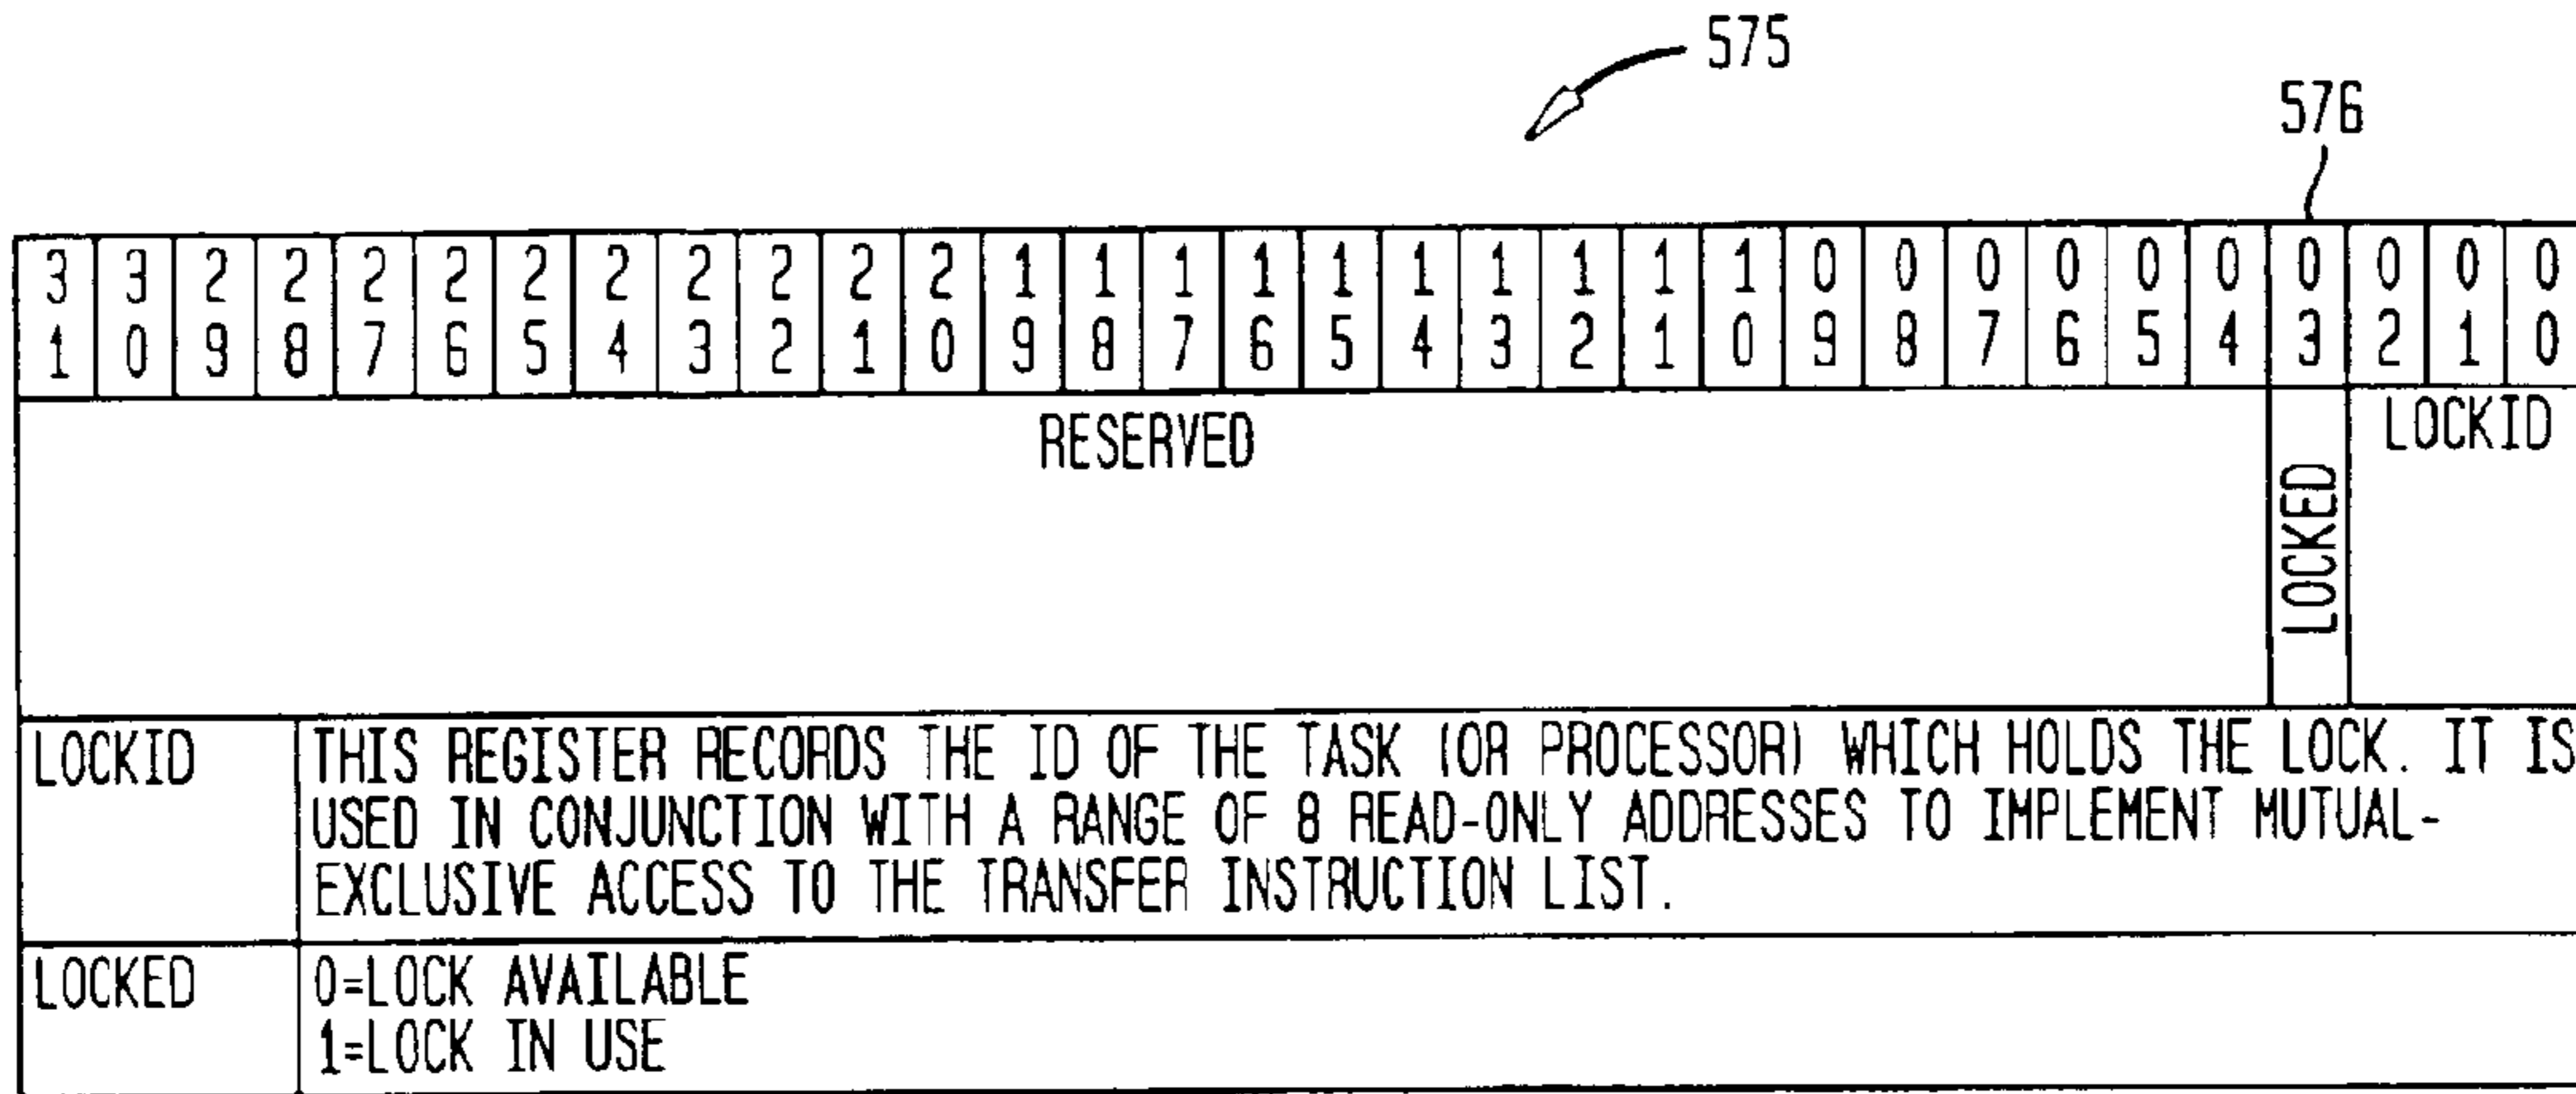 575
576
3 3 2 2 2 2 2 2 2 2 2 2 1 1 1 1 1 1 1 1 1 1 0 0 0 0 0 0 0 0 0 0
1 0 9 8 7 6 5 4 3 2 1 0 9 8 7 6 5 4 3 2 1 0 9 8 7 6 5 4 3 2 1 0
RESERVED
LOCKED
LOCKID
LOCKID THIS REGISTER RECORDS THE ID OF THE TASK (OR PROCESSOR) WHICH HOLDS THE LOCK. IT IS
USED IN CONJUNCTION WITH A RANGE OF 8 READ-ONLY ADDRESSES TO IMPLEMENT MUTUAL-
EXCLUSIVE ACCESS TO THE TRANSFER INSTRUCTION LIST.
LOCKED 0=LOCK AVAILABLE
1=LOCK IN USE